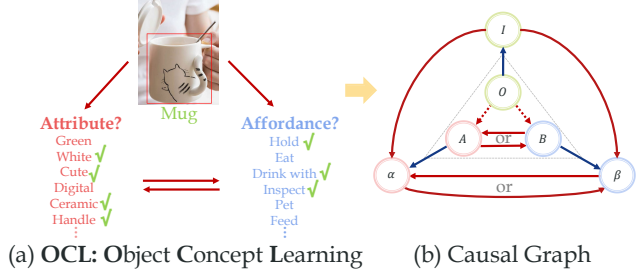 Mug
Attribute?
Green
White
Cute
Digital
Ceramic
Handle
⋮
Affordance?
Hold
Eat
Drink with
Inspect
Pet
Feed
⋮
(a) OCL: Object Concept Learning
I
O
A
or
B
α
or
β
(b) Causal Graph